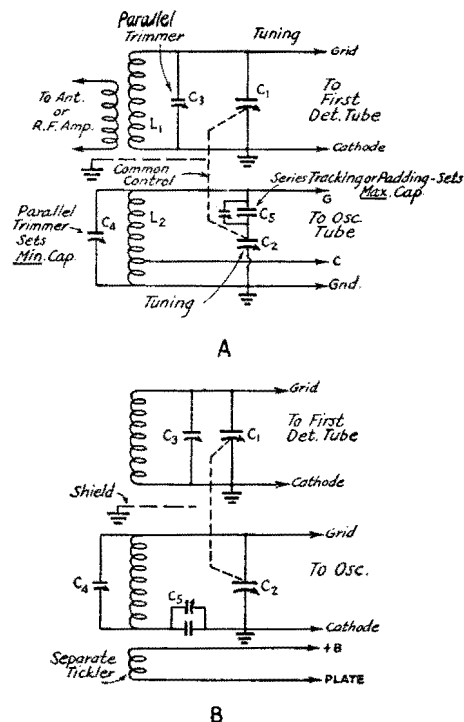 Parallel
Trimmer
Tuning
Grid
C3
C1
To
First
Det. Tube
To Ant.
or
R.F. Amp.
L1
Cathode
Common
Control
Series Tracking or Padding - Sets
Max. Cap.
G
C4
L2
C5
To Osc.
Tube
Parallel
Trimmer
Sets
Min. Cap.
C2
C
Tuning
Gnd.
A
Grid
C3
C1
To First
Det. Tube
Cathode
Shield
Grid
C4
C5
C2
To Osc.
Cathode
Separate
Tickler
+B
PLATE
B